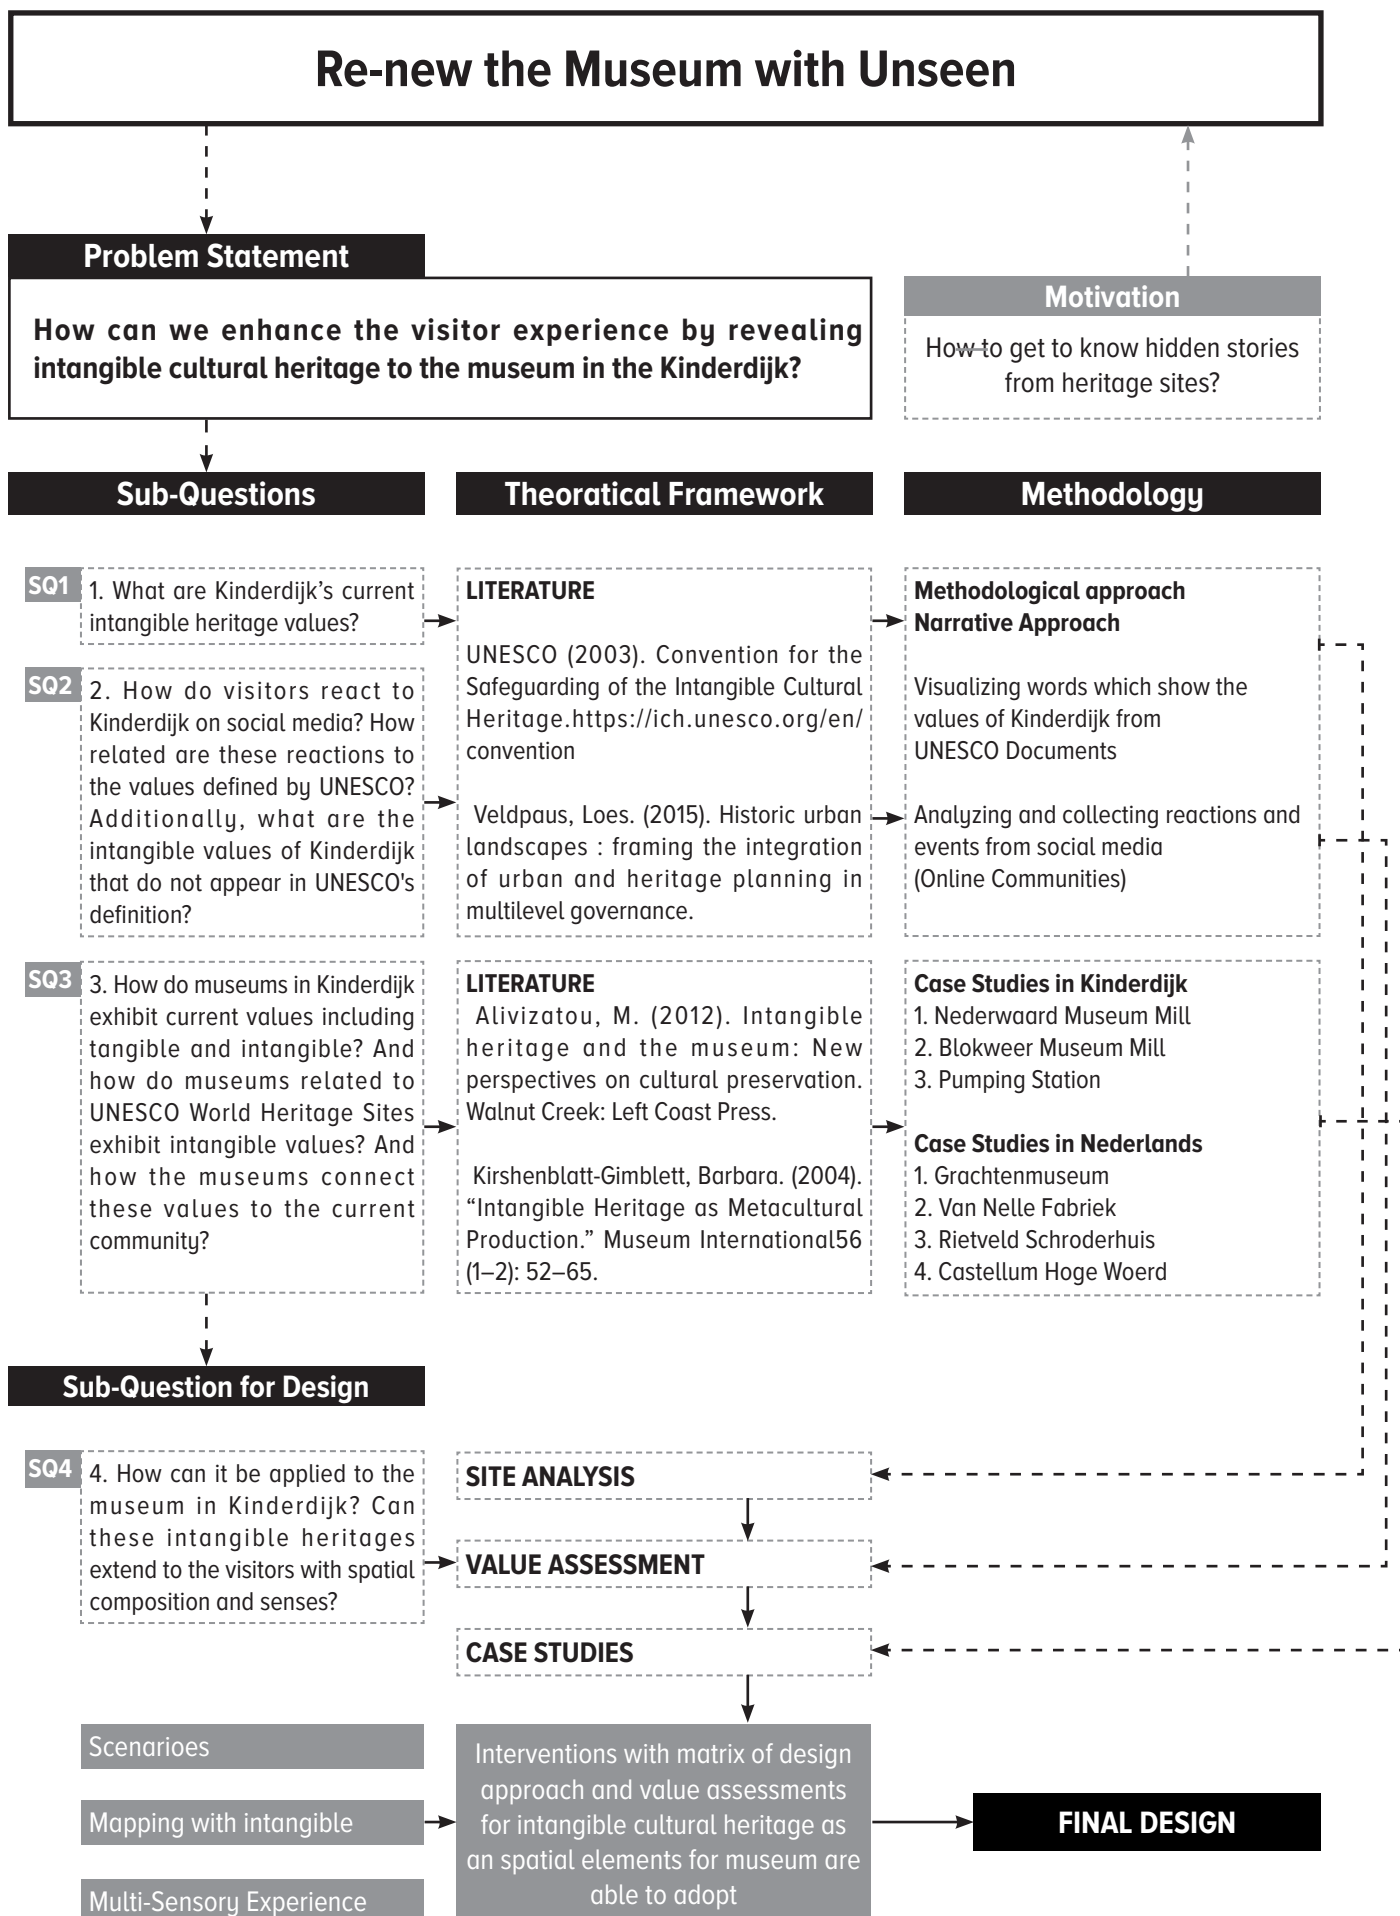 Re-new the Museum with Unseen
Problem Statement
How can we enhance the visitor experience by revealing
intangible cultural heritage to the museum in the Kinderdijk?
Motivation
How to get to know hidden stories
from heritage sites?
Sub-Questions
Theoratical Framework
Methodology
SQ1
1. What are Kinderdijk’s current
intangible heritage values?
SQ2
2. How do visitors react to
Kinderdijk on social media? How
related are these reactions to
the values defined by UNESCO?
Additionally, what are the
intangible values of Kinderdijk
that do not appear in UNESCO's
definition?
LITERATURE
UNESCO (2003). Convention for the
Safeguarding of the Intangible Cultural
Heritage.https://ich.unesco.org/en/
convention
Veldpaus, Loes. (2015). Historic urban
landscapes : framing the integration
of urban and heritage planning in
multilevel governance.
Methodological approach
Narrative Approach
Visualizing words which show the
values of Kinderdijk from
UNESCO Documents
Analyzing and collecting reactions and
events from social media
(Online Communities)
SQ3
3. How do museums in Kinderdijk
exhibit current values including
tangible and intangible? And
how do museums related to
UNESCO World Heritage Sites
exhibit intangible values? And
how the museums connect
these values to the current
community?
LITERATURE
Alivizatou, M. (2012). Intangible
heritage and the museum: New
perspectives on cultural preservation.
Walnut Creek: Left Coast Press.
Kirshenblatt-Gimblett, Barbara. (2004).
“Intangible Heritage as Metacultural
Production.” Museum International56
(1–2): 52–65.
Case Studies in Kinderdijk
1. Nederwaard Museum Mill
2. Blokweer Museum Mill
3. Pumping Station
Case Studies in Nederlands
1. Grachtenmuseum
2. Van Nelle Fabriek
3. Rietveld Schroderhuis
4. Castellum Hoge Woerd
Sub-Question for Design
SQ4
4. How can it be applied to the
museum in Kinderdijk? Can
these intangible heritages
extend to the visitors with spatial
composition and senses?
SITE ANALYSIS
VALUE ASSESSMENT
CASE STUDIES
Scenarioes
Mapping with intangible
Multi-Sensory Experience
Interventions with matrix of design
approach and value assessments
for intangible cultural heritage as
an spatial elements for museum are
able to adopt
FINAL DESIGN